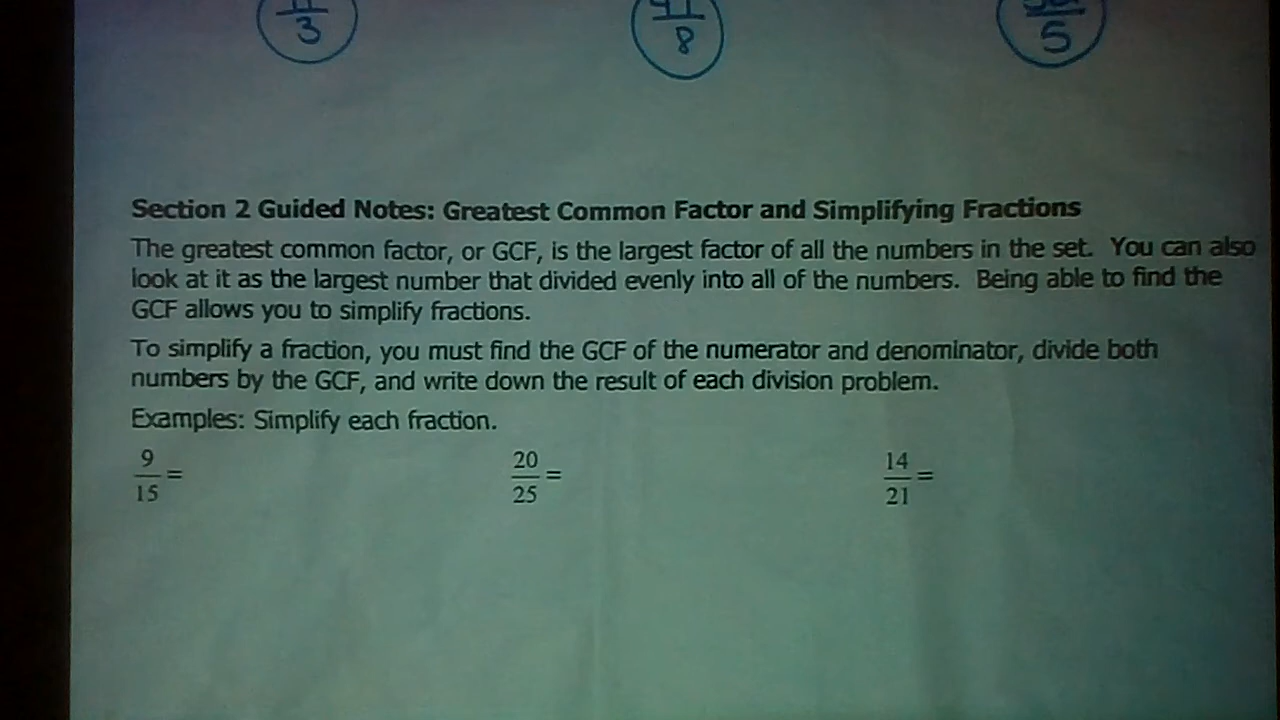 3 8 5
Section 2 Guided Notes: Greatest Common Factor and Simplifying Fractions
The greatest common factor, or GCF, is the largest factor of all the numbers in the set. You can also
look at it as the largest number that divided evenly into all of the numbers. Being able to find the
GCF allows you to simplify fractions.
To simplify a fraction, you must find the GCF of the numerator and denominator, divide both
numbers by the GCF, and write down the result of each division problem.
Examples: Simplify each fraction.
9/15 = 20/25 = 14/21 =